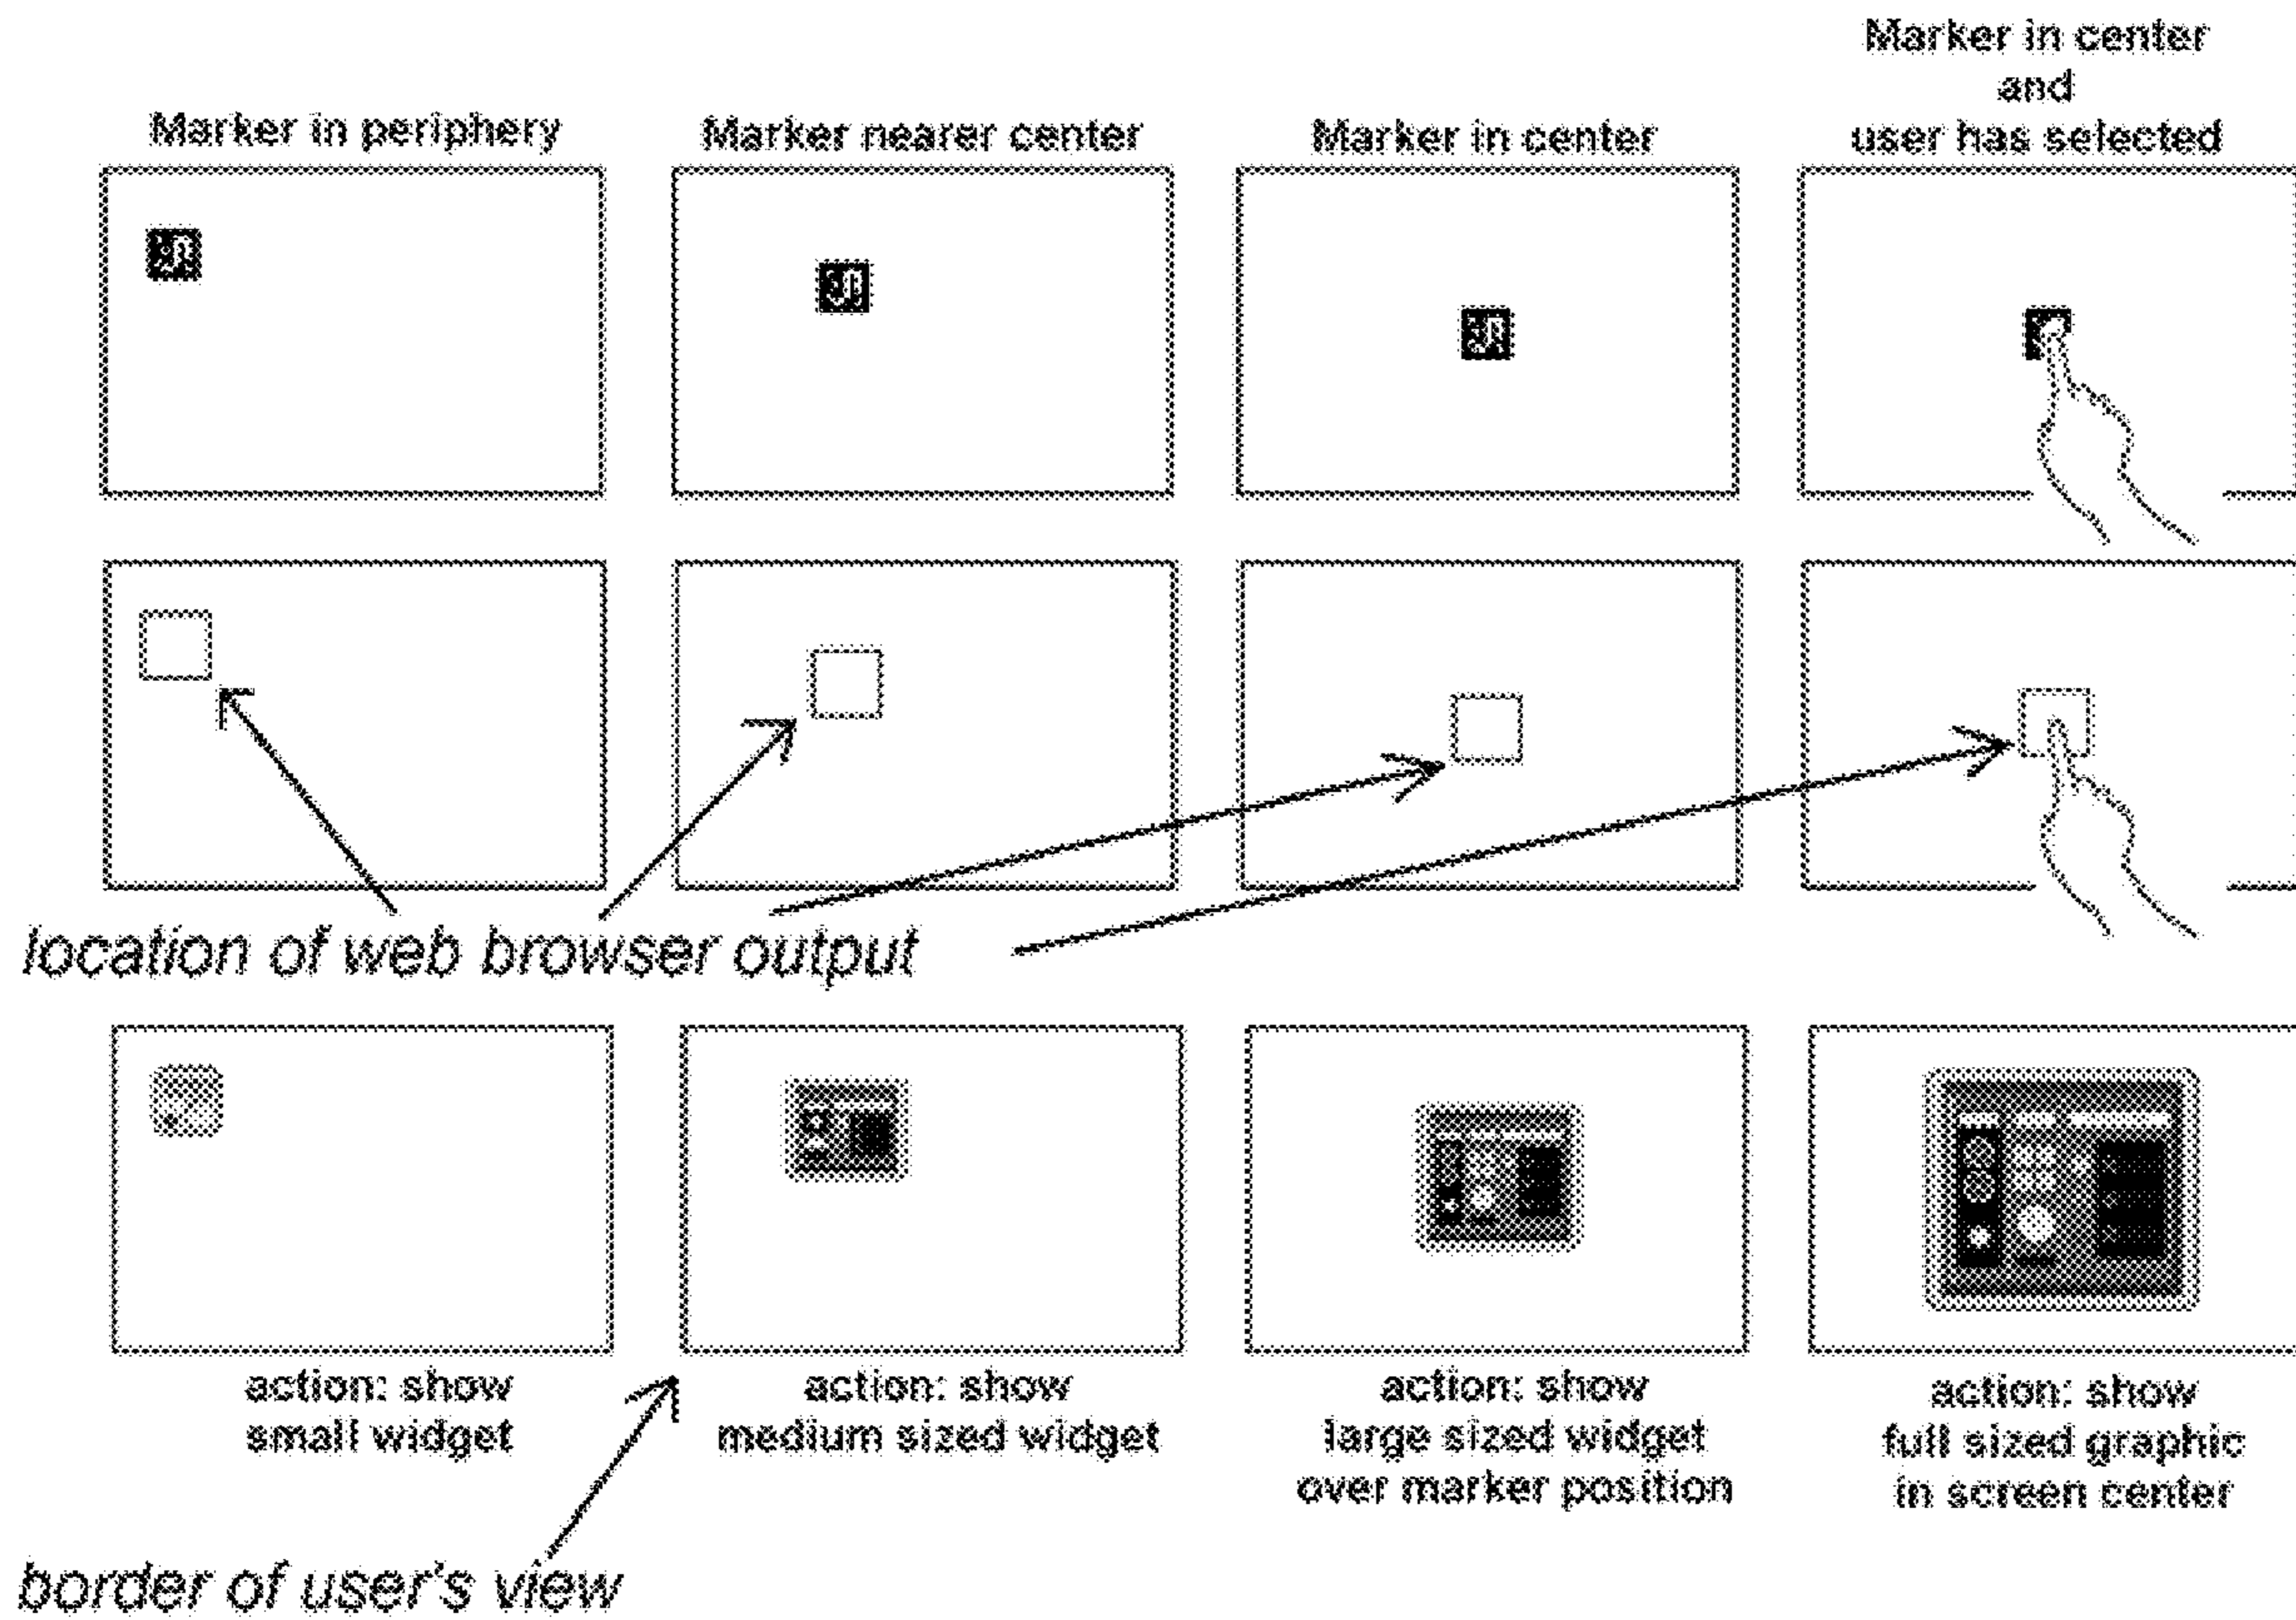 Marker in periphery
Marker nearer center
Marker in center
Marker in center
and
user has selected
location of web browser output
action: show
small widget
action: show
medium sized widget
action: show
large sized widget
over marker position
action: show
full sized graphic
in screen center
border of user's view